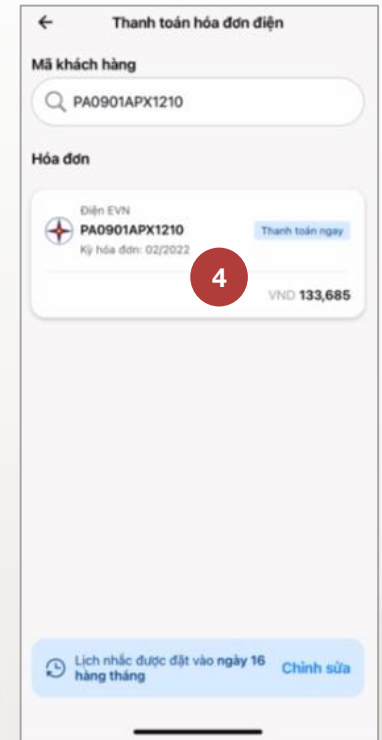 Thanh toán hóa đơn điện
Mã khách hàng
PA0901APX1210
Hóa đơn
Điện EVN
PA0901APX1210
Thanh toán ngay
Kỳ hóa đơn: 02/2022
4
VND 133,685
Lịch nhắc được đặt vào ngày 16
hàng tháng
Chỉnh sửa